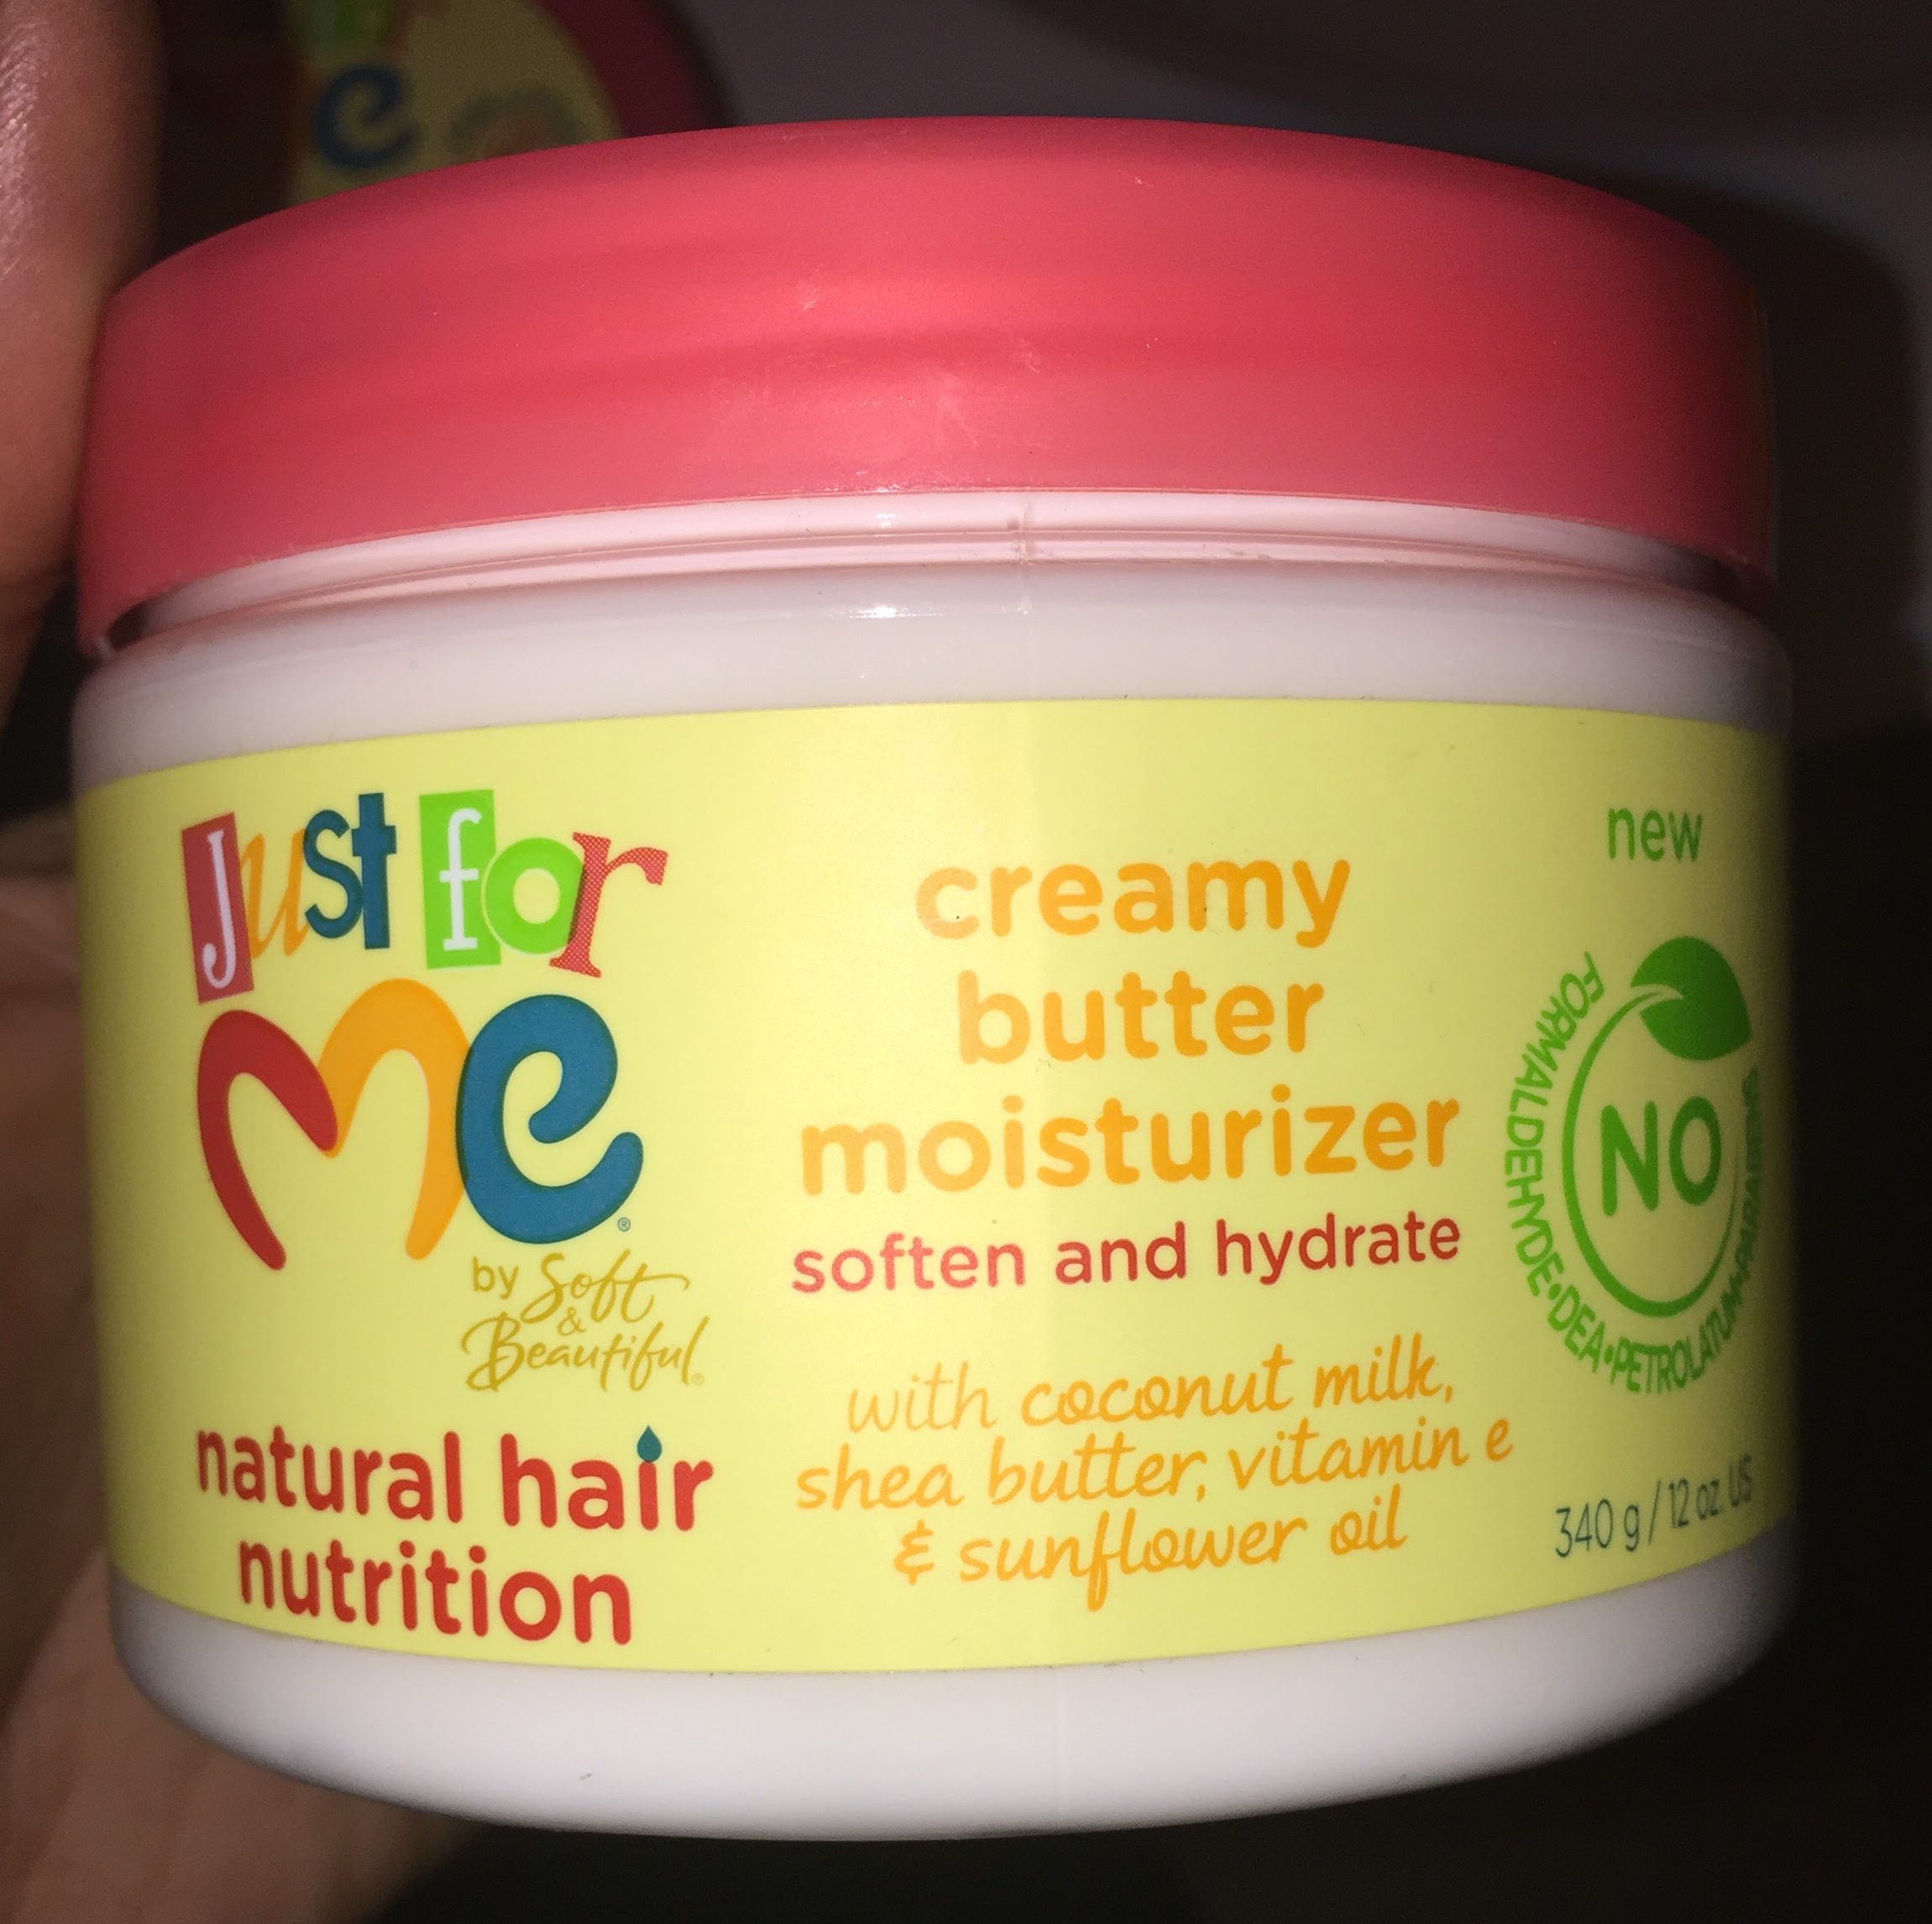 e
Just for
Me®
by Soft
&
Beautiful®
natural hair
nutrition
creamy
butter
moisturizer
soften and hydrate
with coconut milk,
shea butter, vitamin e
& sunflower oil
new
NO
FORMALDEHYDE•DEA•PETROLATUM•PARABENS
340 g / 12 oz. US